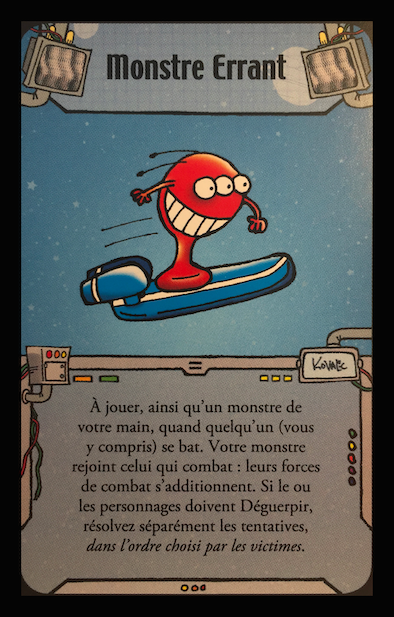 Monstre Errant
KOVALIC
À jouer, ainsi qu'un monstre de
votre main, quand quelqu'un (vous
y compris) se bat. Votre monstre
rejoint celui qui combat : leurs forces
de combat s'additionnent. Si le ou
les personnages doivent Déguerpir,
résolvez séparément les tentatives,
dans l'ordre choisi par les victimes.